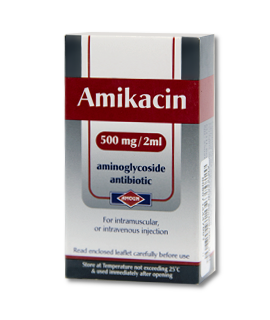 Amikacin
500 mg/2ml
aminoglycoside
antibiotic
AMOUN
For intramuscular,
or intravenous injection
Read enclosed leaflet carefully before use
Store at Temperature not exceeding 25°C
& used immediately after opening